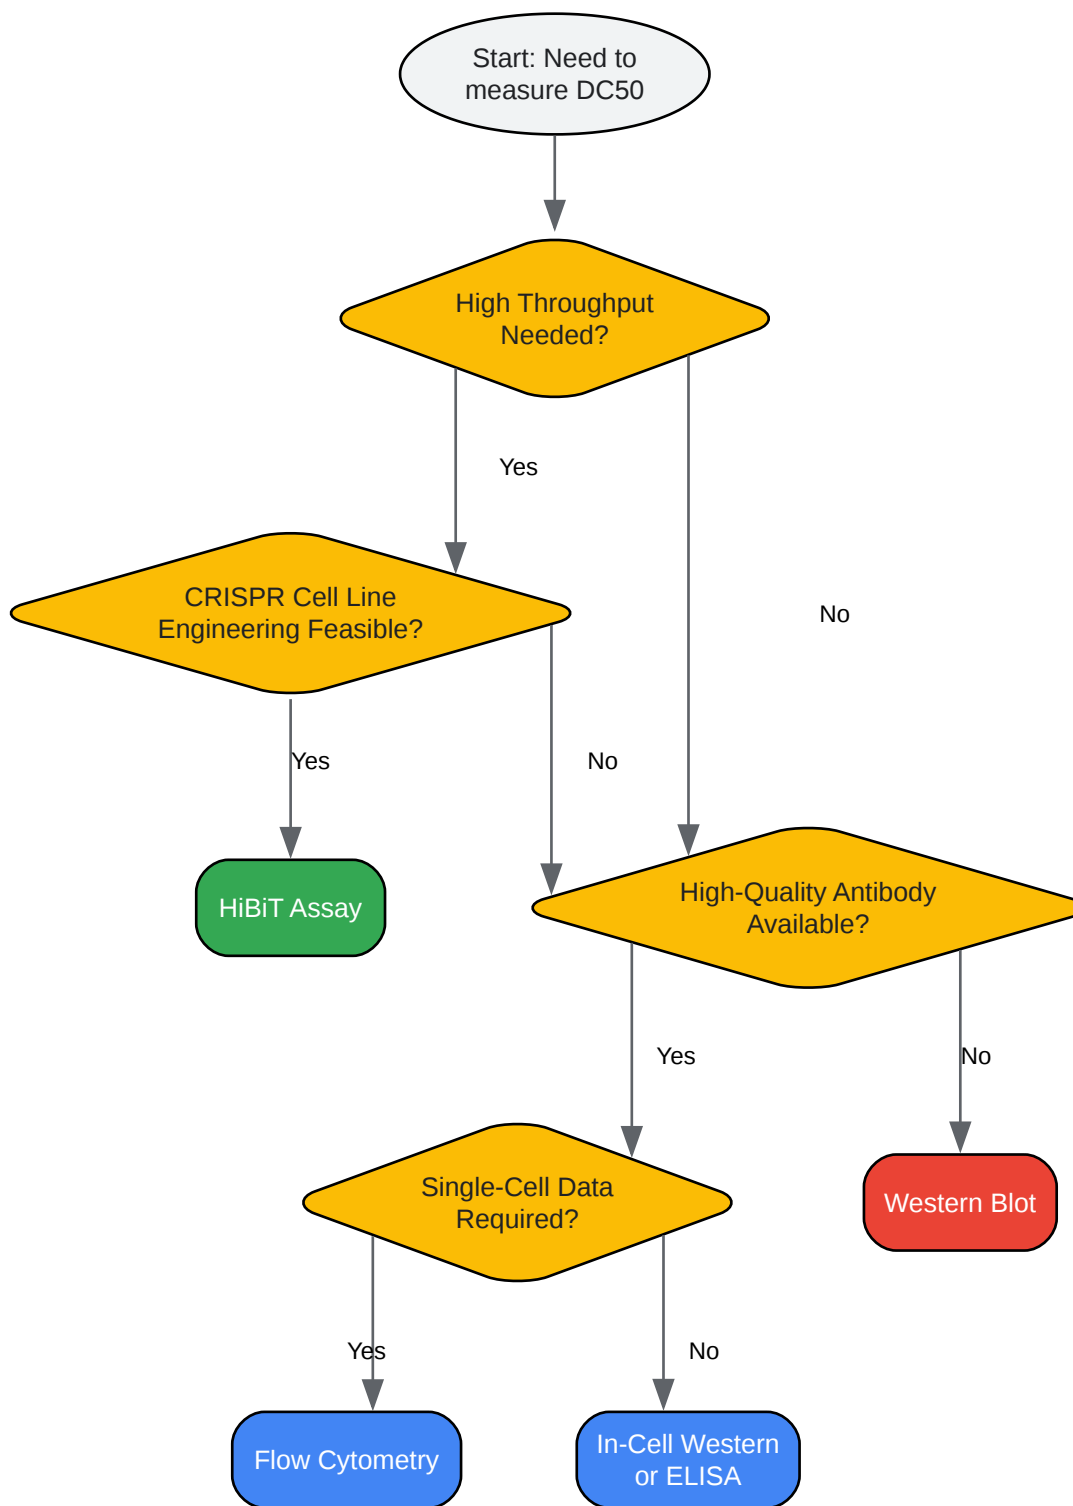 Start: Need to
measure DC50
High Throughput
Needed?
Yes
No
CRISPR Cell Line
Engineering Feasible?
Yes
No
HiBiT Assay
High-Quality Antibody
Available?
Yes
No
Single-Cell Data
Required?
Western Blot
Yes
No
Flow Cytometry
In-Cell Western
or ELISA